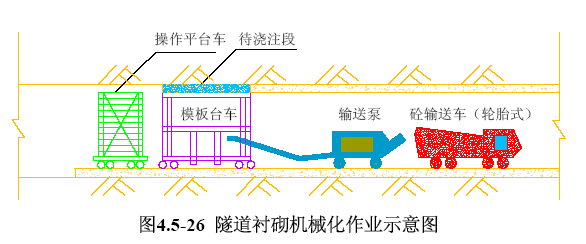 操作平台车
待浇注段
模板台车
输送泵
砼输送车（轮胎式）
图4.5-26 隧道衬砌机械化作业示意图